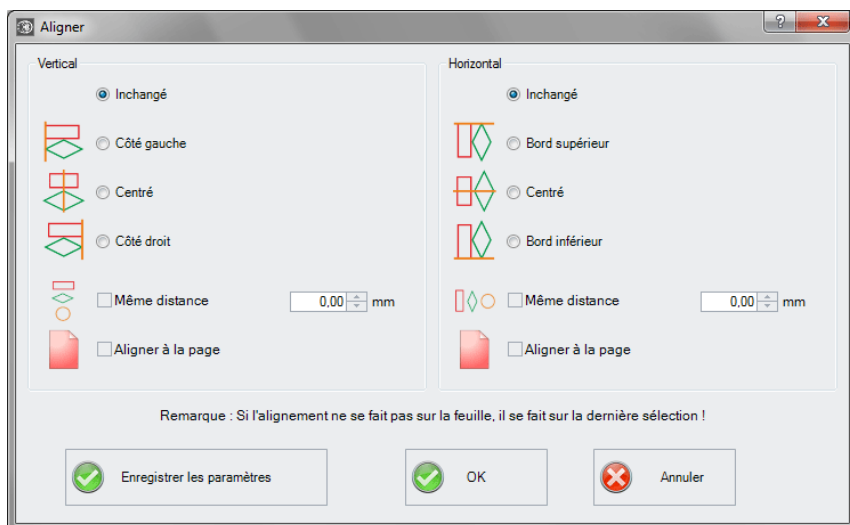 Aligner
?
X
Vertical
Inchangé
Côté gauche
Centré
Côté droit
Même distance 0,00 mm
Aligner à la page
Horizontal
Inchangé
Bord supérieur
Centré
Bord inférieur
Même distance 0,00 mm
Aligner à la page
Remarque : Si l'alignement ne se fait pas sur la feuille, il se fait sur la dernière sélection !
Enregistrer les paramètres
OK
Annuler